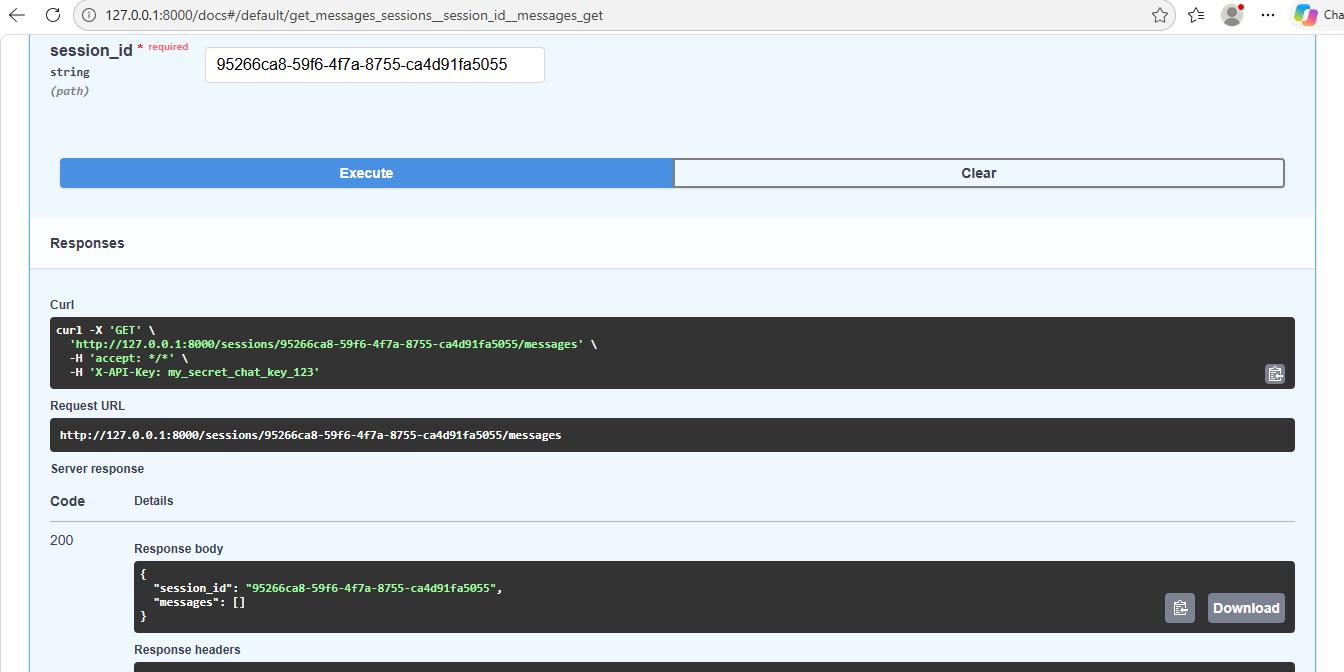 127.0.0.1:8000/docs#/default/get_messages_sessions__session_id__messages_get
Cha
session_id * required
95266ca8-59f6-4f7a-8755-ca4d91fa5055
string
(path)
Execute
Clear
Responses
Curl
curl -X 'GET' \
'http://127.0.0.1:8000/sessions/95266ca8-59f6-4f7a-8755-ca4d91fa5055/messages' \
-H 'accept: */*' \
-H 'X-API-Key: my_secret_chat_key_123'
Request URL
http://127.0.0.1:8000/sessions/95266ca8-59f6-4f7a-8755-ca4d91fa5055/messages
Server response
Code Details
200
Response body
{
"session_id": "95266ca8-59f6-4f7a-8755-ca4d91fa5055",
"messages": []
}
Download
Response headers